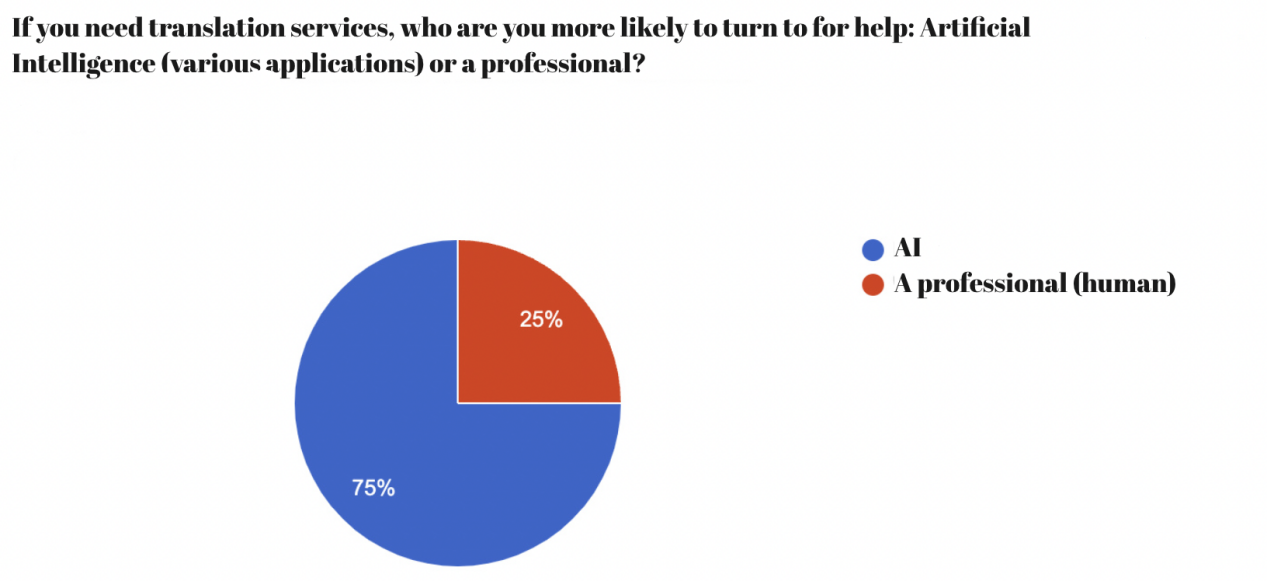 If you need translation services, who are you more likely to turn to for help: Artificial
Intelligence (various applications) or a professional?
AI
A professional (human)
25%
75%